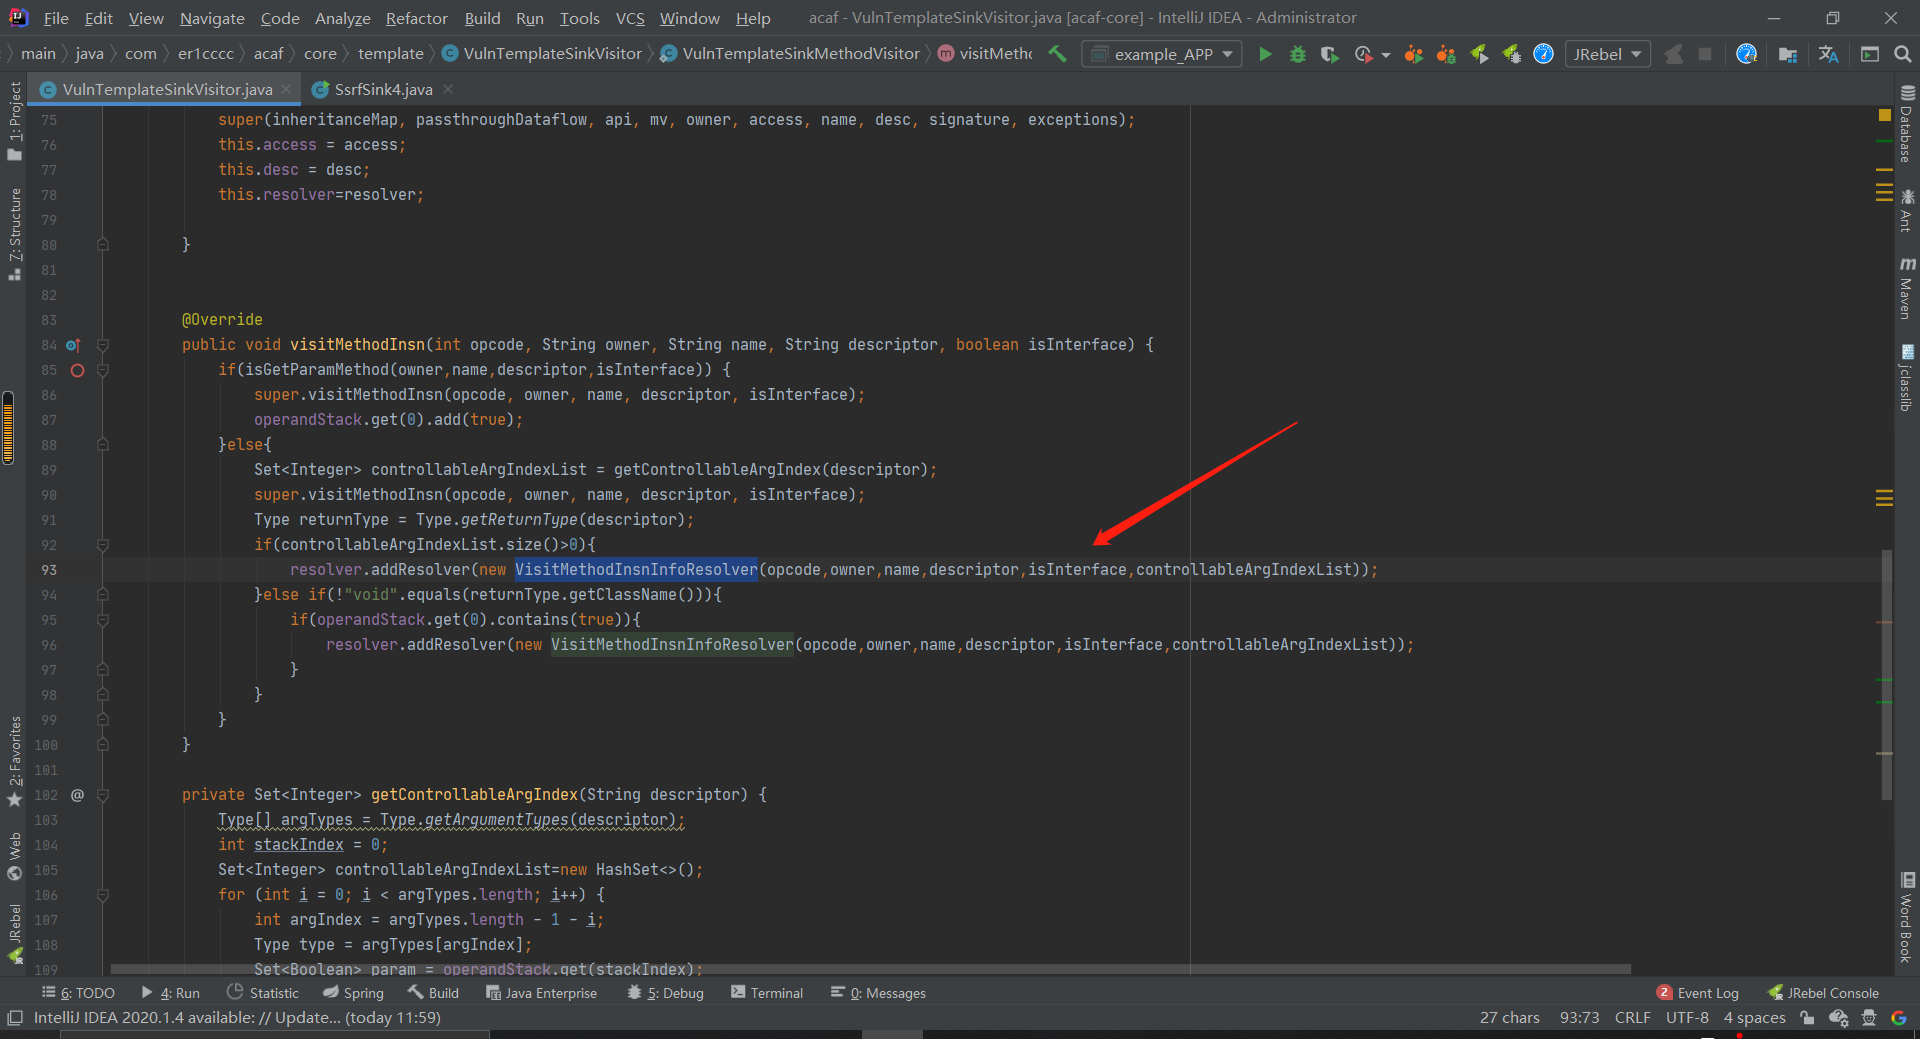 File Edit View Navigate Code Analyze Refactor Build Run Tools VCS Window Help acaf - VulnTemplateSinkVisitor.java [acaf-core] - IntelliJ IDEA - Administrator
main java com er1cccc acaf core template VulnTemplateSinkVisitor VulnTemplateSinkMethodVisitor visitMetho example_APP JRebel
VulnTemplateSinkVisitor.java SsrfSink4.java
75 super(inheritanceMap, passthroughDataflow, api, mv, owner, access, name, desc, signature, exceptions);
76 this.access = access;
77 this.desc = desc;
78 this.resolver=resolver;
79
80 }
81
82
83 @Override
84 public void visitMethodInsn(int opcode, String owner, String name, String descriptor, boolean isInterface) {
85 if(isGetParamMethod(owner,name,descriptor,isInterface)) {
86 super.visitMethodInsn(opcode, owner, name, descriptor, isInterface);
87 operandStack.get(0).add(true);
88 }else{
89 Set<Integer> controllableArgIndexList = getControllableArgIndex(descriptor);
90 super.visitMethodInsn(opcode, owner, name, descriptor, isInterface);
91 Type returnType = Type.getReturnType(descriptor);
92 if(controllableArgIndexList.size()>0){
93 resolver.addResolver(new VisitMethodInsnInfoResolver(opcode,owner,name,descriptor,isInterface,controllableArgIndexList));
94 }else if(!"void".equals(returnType.getClassName())){
95 if(operandStack.get(0).contains(true)){
96 resolver.addResolver(new VisitMethodInsnInfoResolver(opcode,owner,name,descriptor,isInterface,controllableArgIndexList));
97 }
98 }
99 }
100 }
101
102 @ private Set<Integer> getControllableArgIndex(String descriptor) {
103 Type[] argTypes = Type.getArgumentTypes(descriptor);
104 int stackIndex = 0;
105 Set<Integer> controllableArgIndexList=new HashSet<>();
106 for (int i = 0; i < argTypes.length; i++) {
107 int argIndex = argTypes.length - 1 - i;
108 Type type = argTypes[argIndex];
109 Set<Boolean> param = operandStack.get(stackIndex);
1: Project
7: Structure
2: Favorites
Web
JRebel
Database
Ant
Maven
jclasslib
Word Book
6: TODO 4: Run Statistic Spring Build Java Enterprise 5: Debug Terminal 0: Messages 2 Event Log JRebel Console
IntelliJ IDEA 2020.1.4 available: // Update... (today 11:59) 27 chars 93:73 CRLF UTF-8 4 spaces